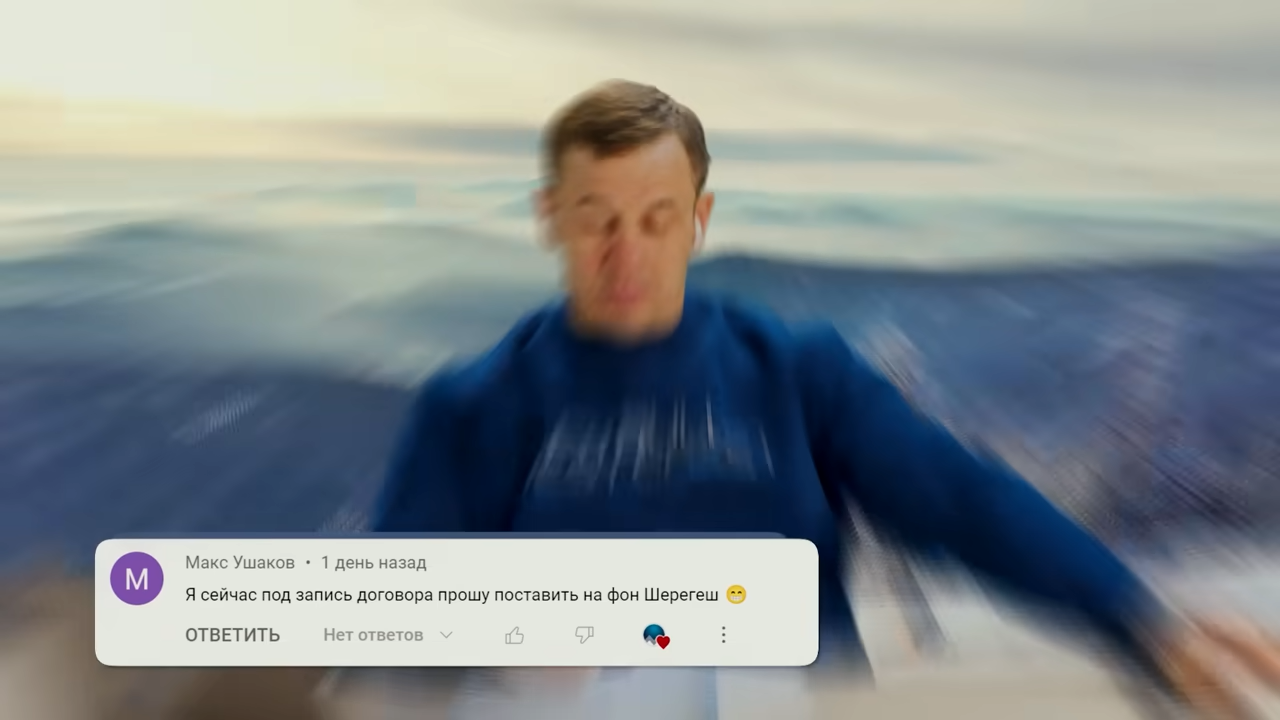 Макс Ушаков • 1 день назад
М
Я сейчас под запись договора прошу поставить на фон Шерегеш 😁
ОТВЕТИТЬ Нет ответов